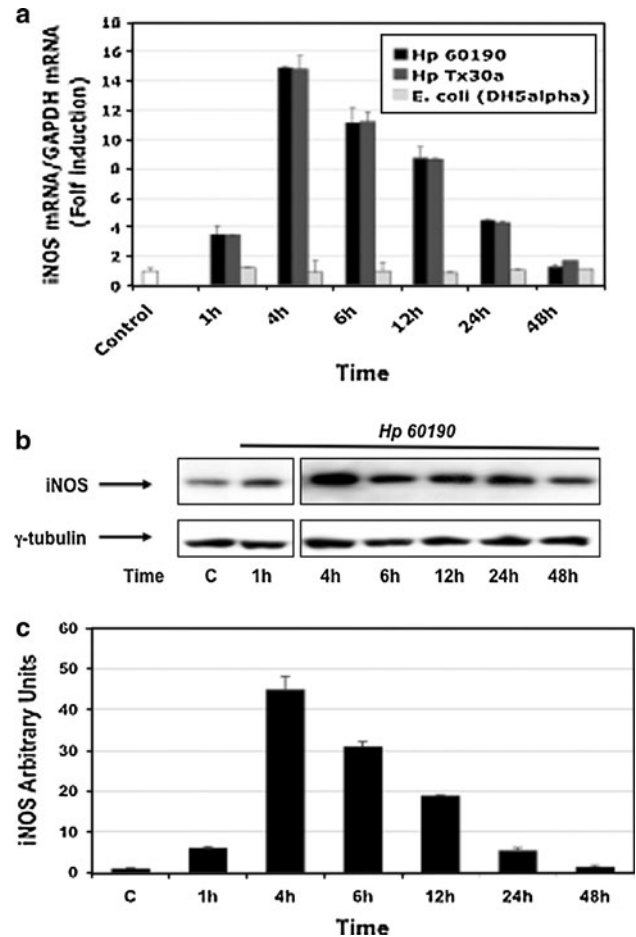 a
iNOS mRNA/GAPDH mRNA
(Folf Induction)
18
16
14
12
10
8
6
4
2
0
Hp 60190
Hp Tx30a
E. coli (DH5alpha)
Control 1h 4h 6h 12h 24h 48h
Time
b
Hp 60190
iNOS
γ-tubulin
Time C 1h 4h 6h 12h 24h 48h
c
iNOS Arbitrary Units
60
50
40
30
20
10
0
C 1h 4h 6h 12h 24h 48h
Time